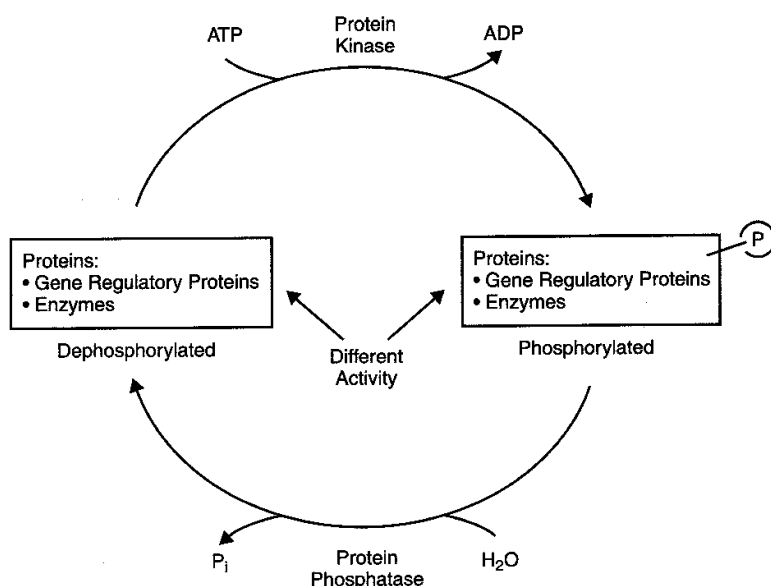 ATP
Protein
Kinase
ADP
P
Proteins:
• Gene Regulatory Proteins
• Enzymes
Dephosphorylated
Proteins:
• Gene Regulatory Proteins
• Enzymes
Phosphorylated
Different
Activity
Pi
Protein
Phosphatase
H₂O